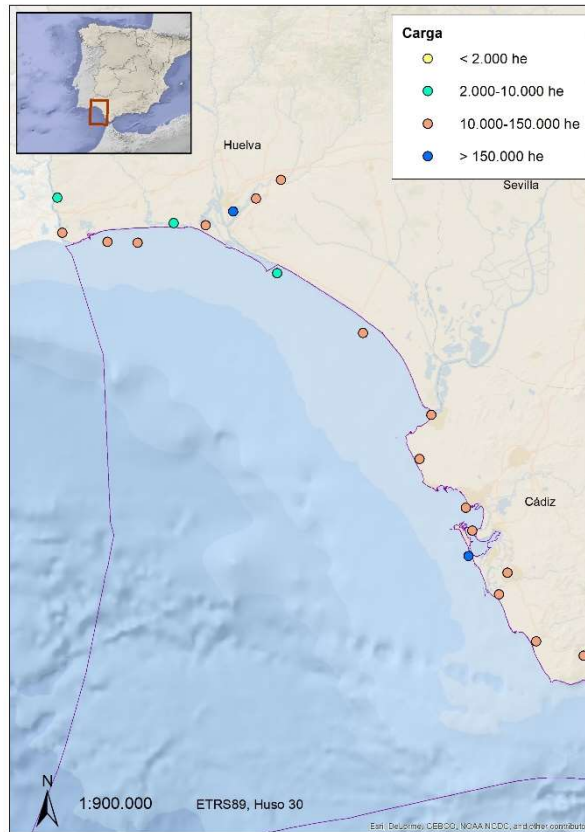 Carga
< 2.000 he
2.000-10.000 he
10.000-150.000 he
> 150.000 he
Huelva
Sevilla
Cádiz
N
1:900.000
ETRS89, Huso 30
Esri, DeLorme, GEBCO, NOAA NGDC, and other contributors